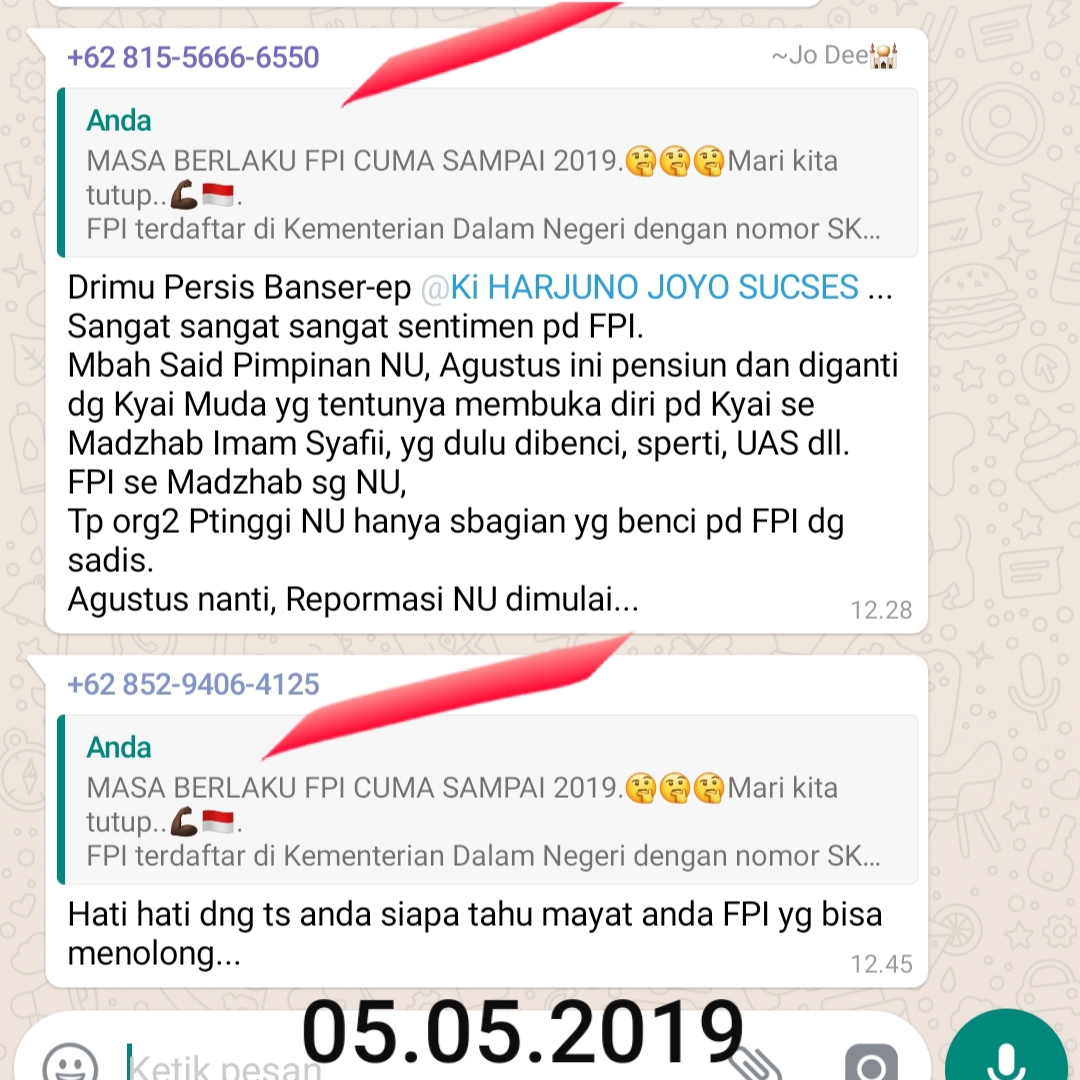 +62 815-5666-6550 ~Jo Dee🕌
Anda
MASA BERLAKU FPI CUMA SAMPAI 2019.🤔🤔🤔Mari kita
tutup..💪🏿🇮🇩.
FPI terdaftar di Kementerian Dalam Negeri dengan nomor SK...
Drimu Persis Banser-ep @Ki HARJUNO JOYO SUCSES ...
Sangat sangat sangat sentimen pd FPI.
Mbah Said Pimpinan NU, Agustus ini pensiun dan diganti
dg Kyai Muda yg tentunya membuka diri pd Kyai se
Madzhab Imam Syafii, yg dulu dibenci, sperti, UAS dll.
FPI se Madzhab sg NU,
Tp org2 Ptinggi NU hanya sbagian yg benci pd FPI dg
sadis.
Agustus nanti, Repormasi NU dimulai...
12.28
+62 852-9406-4125
Anda
MASA BERLAKU FPI CUMA SAMPAI 2019.🤔🤔🤔Mari kita
tutup..💪🏿🇮🇩.
FPI terdaftar di Kementerian Dalam Negeri dengan nomor SK...
Hati hati dng ts anda siapa tahu mayat anda FPI yg bisa
menolong...
12.45
05.05.2019
Ketik pesan